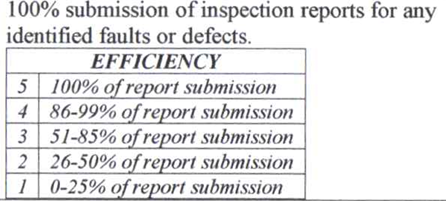 100% submission of inspection reports for any
identified faults or defects.
EFFICIENCY
5 100% of report submission
4 86-99% of report submission
3 51-85% of report submission
2 26-50% of report submission
1 0-25% of report submission